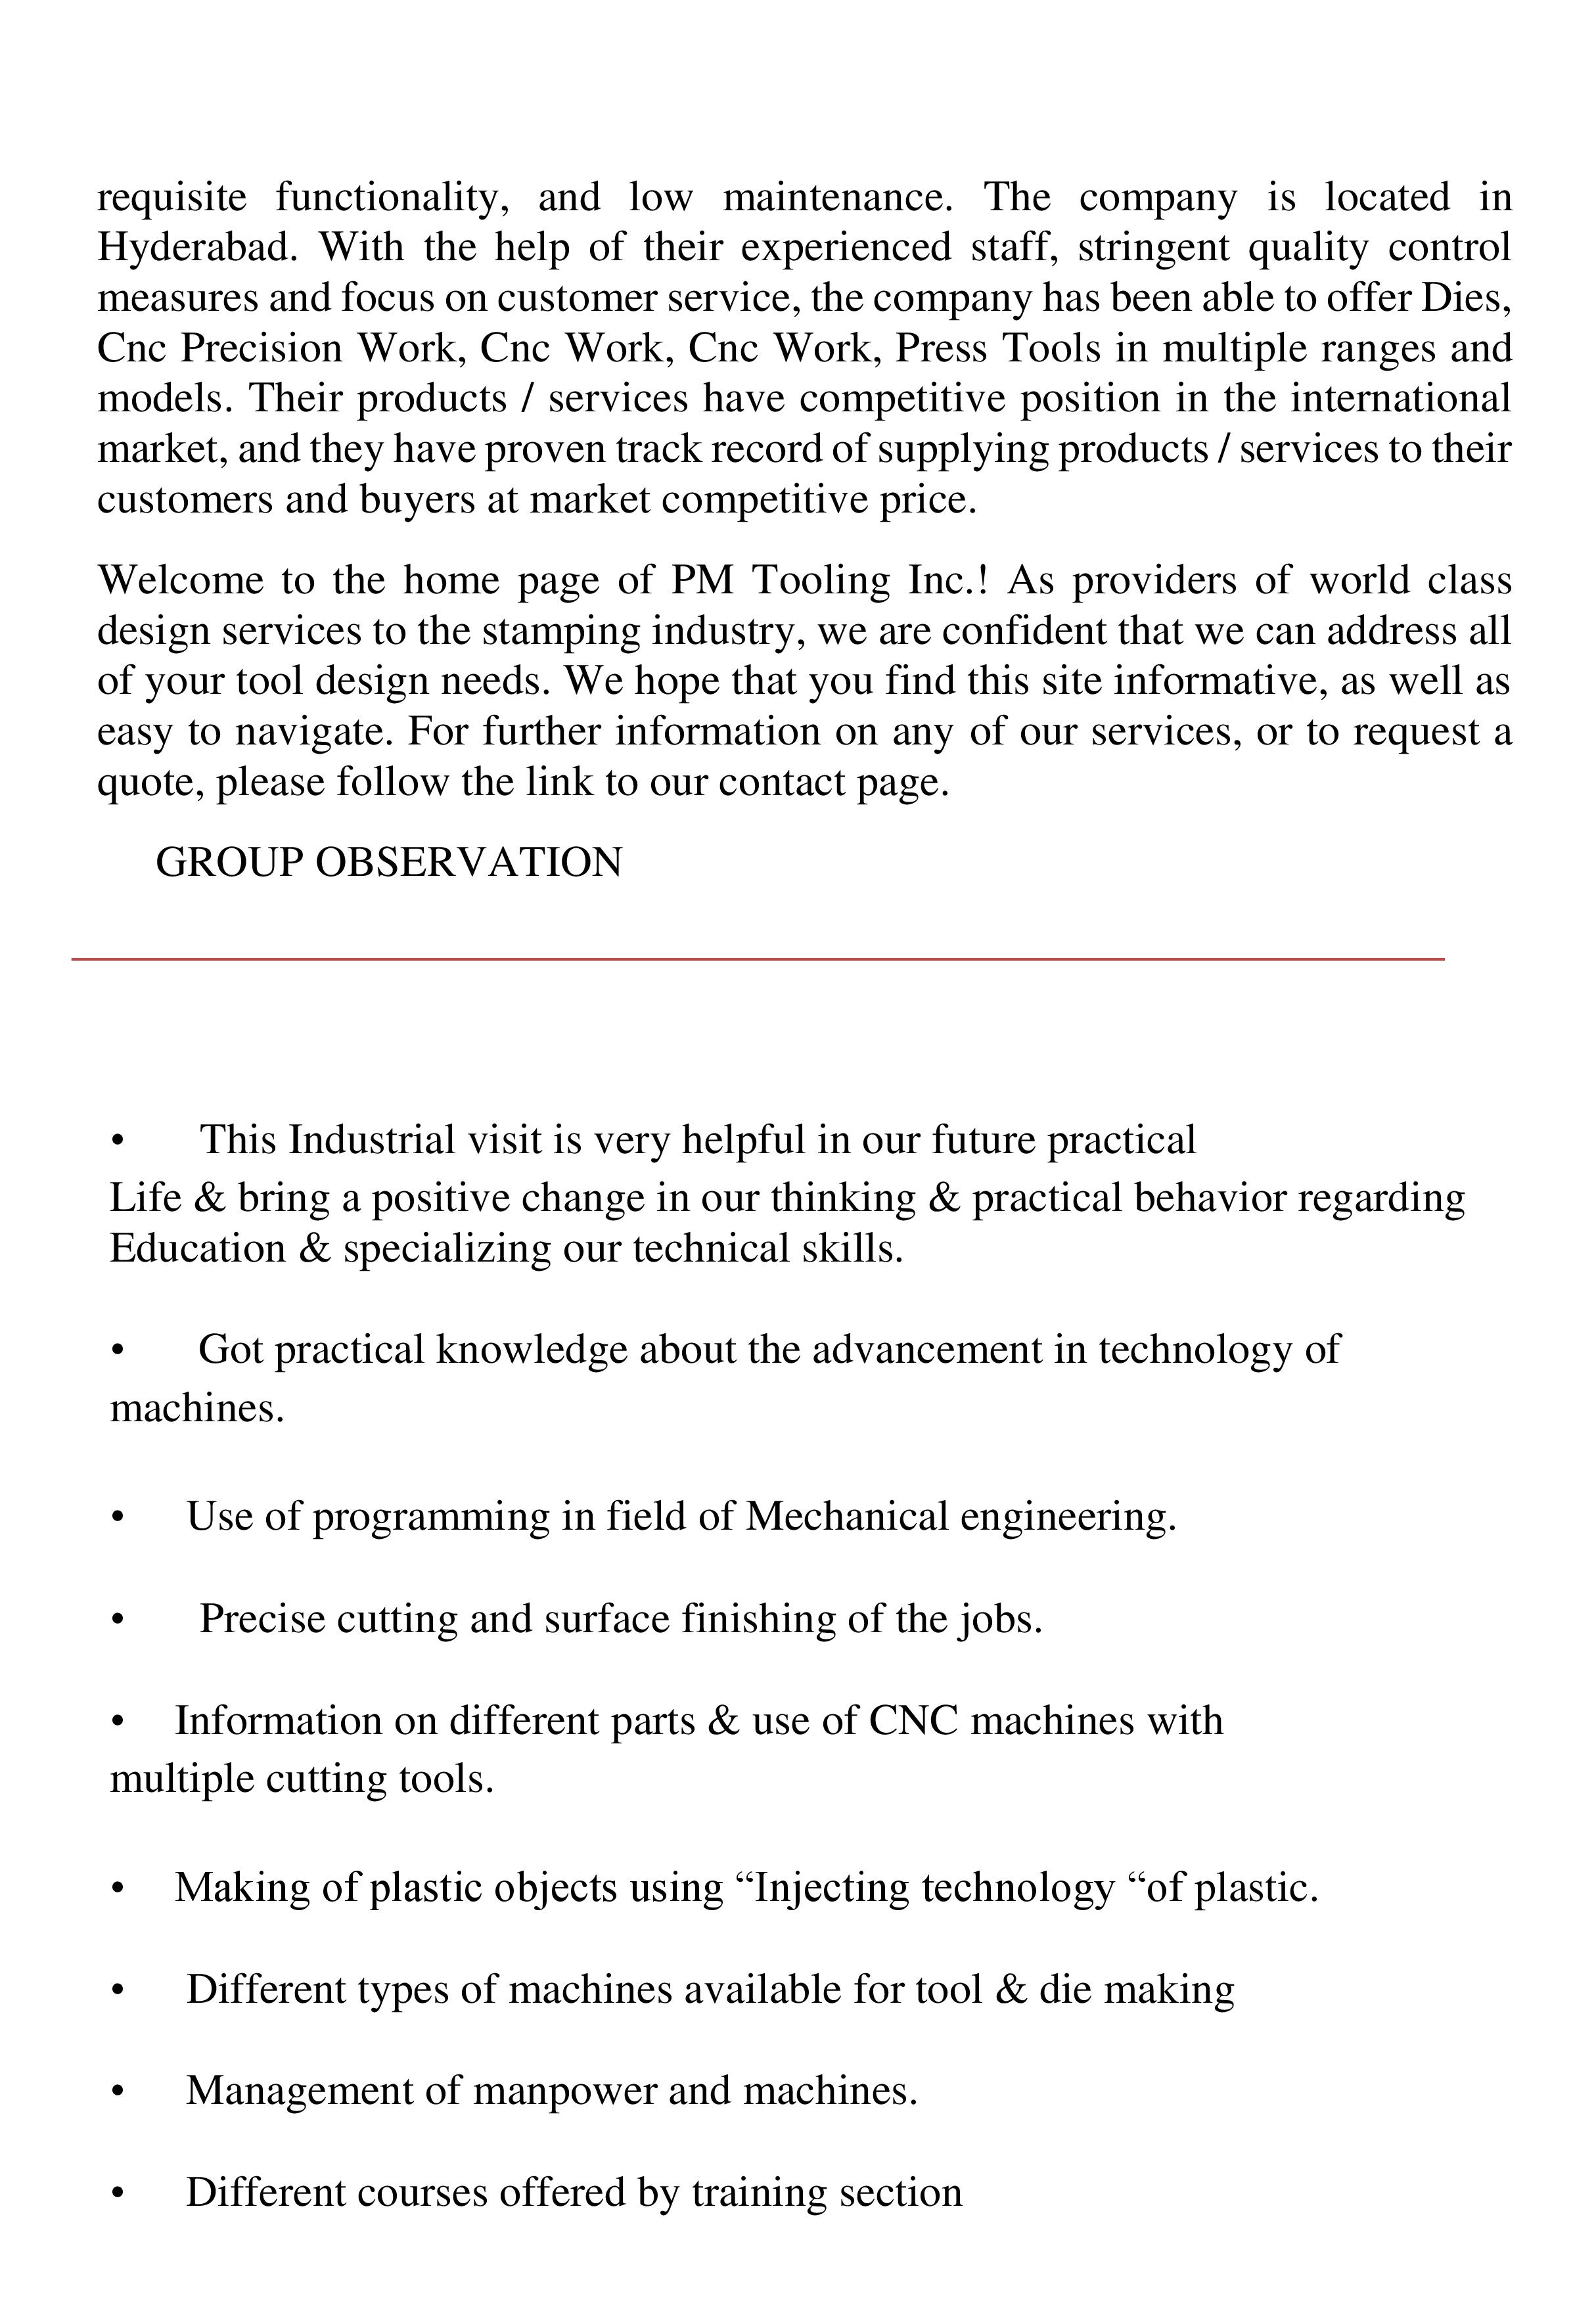 requisite functionality, and low maintenance. The company is located in
Hyderabad. With the help of their experienced staff, stringent quality control
measures and focus on customer service, the company has been able to offer Dies,
Cnc Precision Work, Cnc Work, Cnc Work, Press Tools in multiple ranges and
models. Their products / services have competitive position in the international
market, and they have proven track record of supplying products / services to their
customers and buyers at market competitive price.
Welcome to the home page of PM Tooling Inc.! As providers of world class
design services to the stamping industry, we are confident that we can address all
of your tool design needs. We hope that you find this site informative, as well as
easy to navigate. For further information on any of our services, or to request a
quote, please follow the link to our contact page.
GROUP OBSERVATION
• This Industrial visit is very helpful in our future practical
Life & bring a positive change in our thinking & practical behavior regarding
Education & specializing our technical skills.
• Got practical knowledge about the advancement in technology of
machines.
• Use of programming in field of Mechanical engineering.
• Precise cutting and surface finishing of the jobs.
• Information on different parts & use of CNC machines with
multiple cutting tools.
• Making of plastic objects using “Injecting technology “of plastic.
• Different types of machines available for tool & die making
• Management of manpower and machines.
• Different courses offered by training section